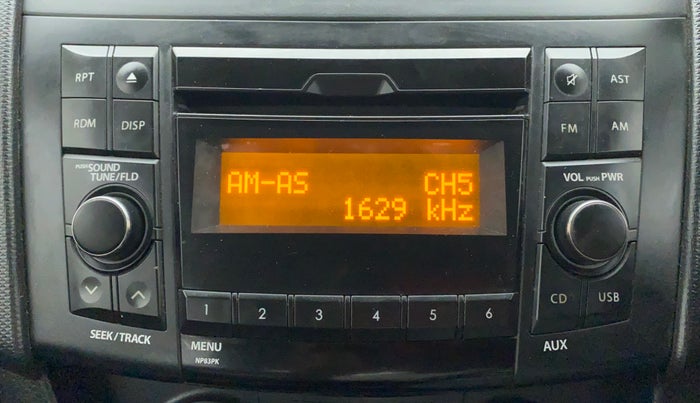 RPT
RDM DISP
PUSH SOUND
TUNE/FLD
SEEK/TRACK
AM-AS CH5
1629 kHz
1 2 3 4 5 6
MENU
NP63PK
AST
FM AM
VOL PUSH PWR
CD USB
AUX